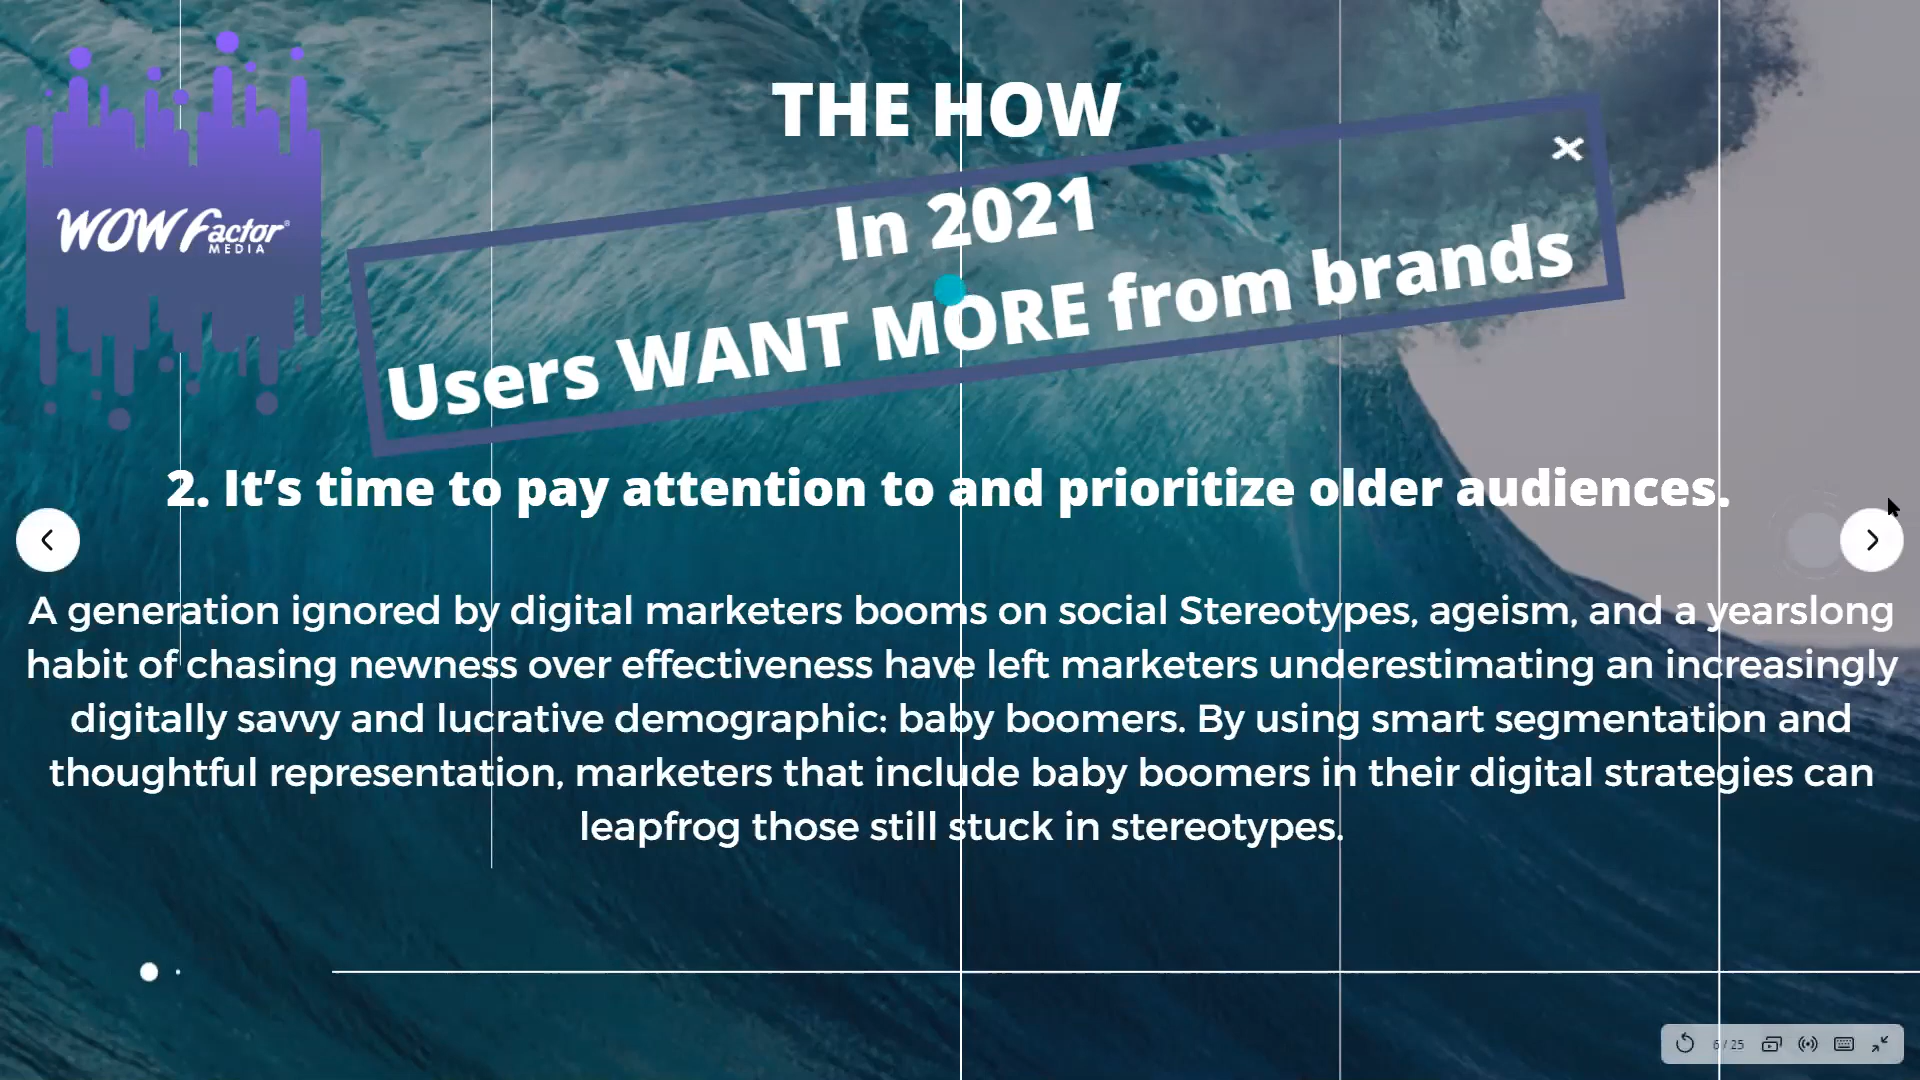 THE HOW
In 2021
Users WANT MORE from brands
WOW Factor®
MEDIA
2. It’s time to pay attention to and prioritize older audiences.
A generation ignored by digital marketers booms on social Stereotypes, ageism, and a yearslong
habit of chasing newness over effectiveness have left marketers underestimating an increasingly
digitally savvy and lucrative demographic: baby boomers. By using smart segmentation and
thoughtful representation, marketers that include baby boomers in their digital strategies can
leapfrog those still stuck in stereotypes.
6 / 25